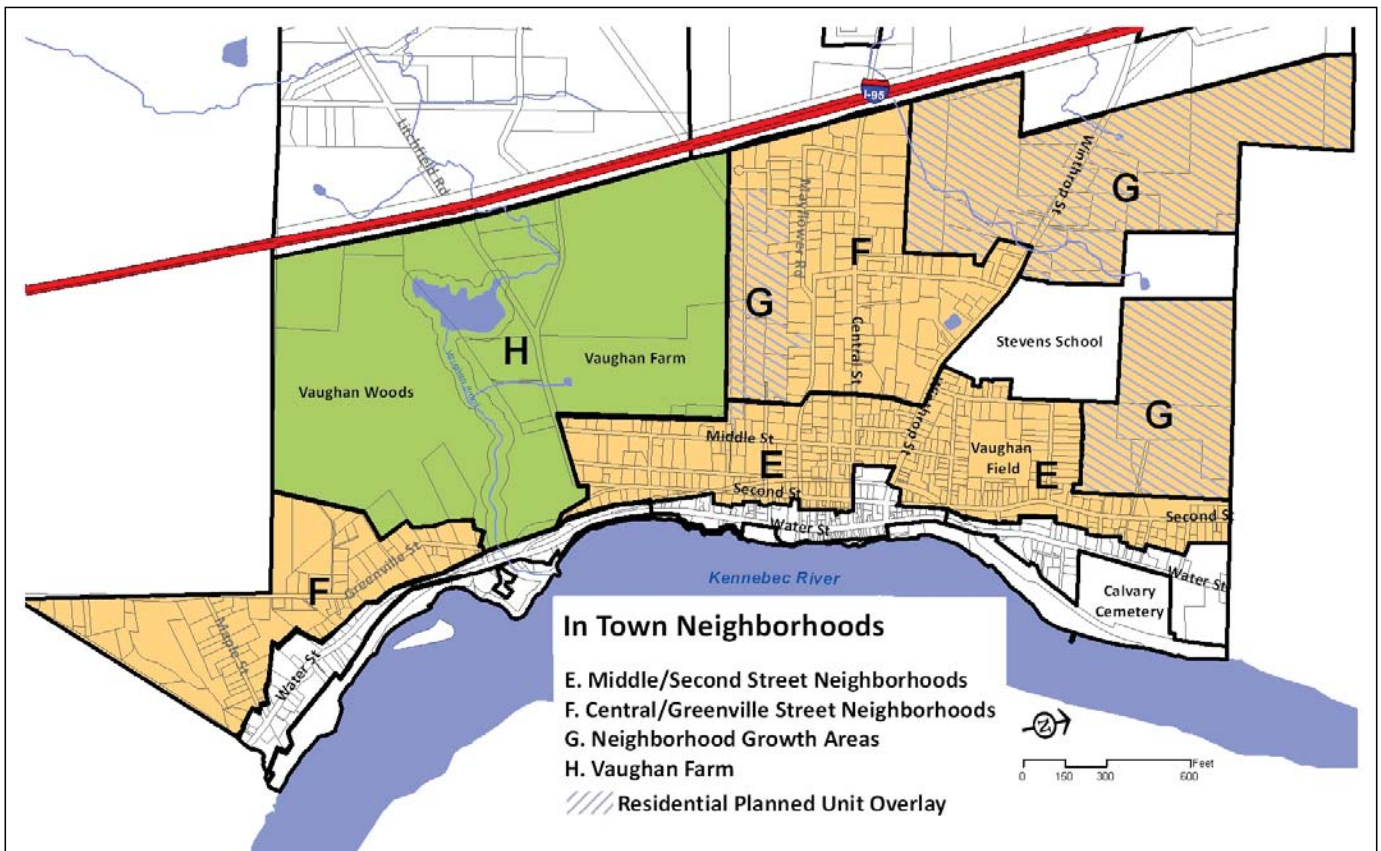 I-95
Litchfield Rd
Winthrop St
G
Mayflower Rd
F
G
Central St
Stevens School
H
Vaughan Farm
Vaughan Woods
Winthrop St
G
Middle St
E
Vaughan
Field
E
Second St
Second St
Water St
Water St
Greenville St
F
Maple St
Water St
Kennebec River
Calvary
Cemetery
In Town Neighborhoods
E. Middle/Second Street Neighborhoods
F. Central/Greenville Street Neighborhoods
G. Neighborhood Growth Areas
H. Vaughan Farm
Residential Planned Unit Overlay
N
Feet
0 150 300 600